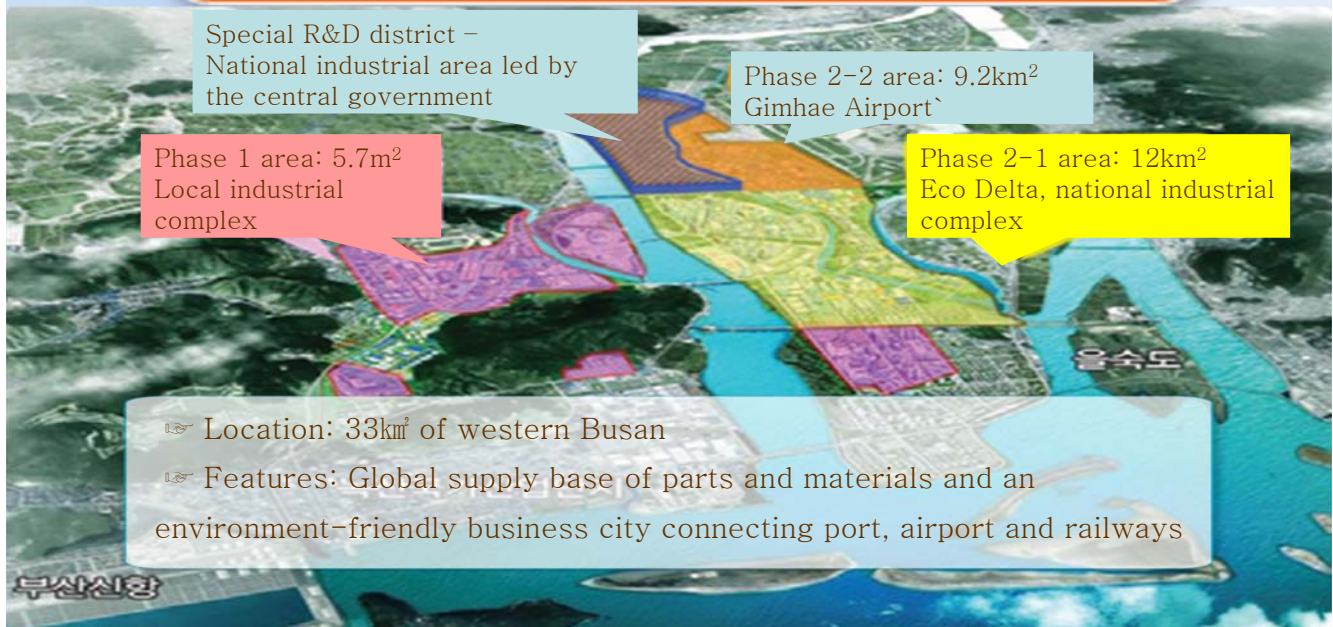 Special R&D district –
National industrial area led by
the central government
Phase 2-2 area: 9.2km²
Gimhae Airport`
Phase 1 area: 5.7m²
Local industrial
complex
Phase 2-1 area: 12km²
Eco Delta, national industrial
complex
을숙도
☞ Location: 33㎢ of western Busan
☞ Features: Global supply base of parts and materials and an
environment-friendly business city connecting port, airport and railways
부산신항